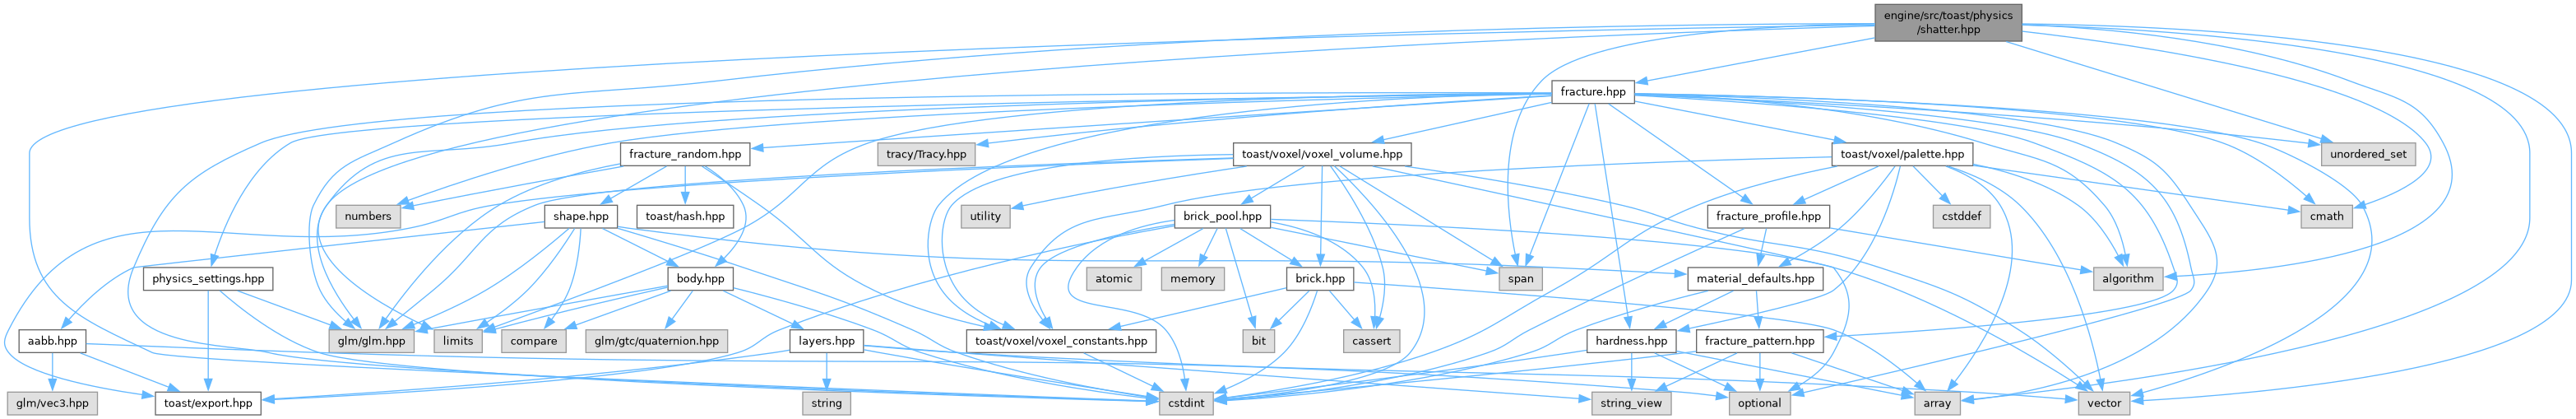 engine/src/toast/physics
/shatter.hpp
fracture.hpp
fracture_random.hpp
tracy/Tracy.hpp
toast/voxel/voxel_volume.hpp
toast/voxel/palette.hpp
unordered_set
numbers
shape.hpp
toast/hash.hpp
utility
brick_pool.hpp
fracture_profile.hpp
cstddef
cmath
physics_settings.hpp
body.hpp
atomic
memory
brick.hpp
span
material_defaults.hpp
algorithm
aabb.hpp
glm/glm.hpp
limits
compare
glm/gtc/quaternion.hpp
layers.hpp
toast/voxel/voxel_constants.hpp
bit
cassert
hardness.hpp
fracture_pattern.hpp
glm/vec3.hpp
toast/export.hpp
string
cstdint
string_view
optional
array
vector